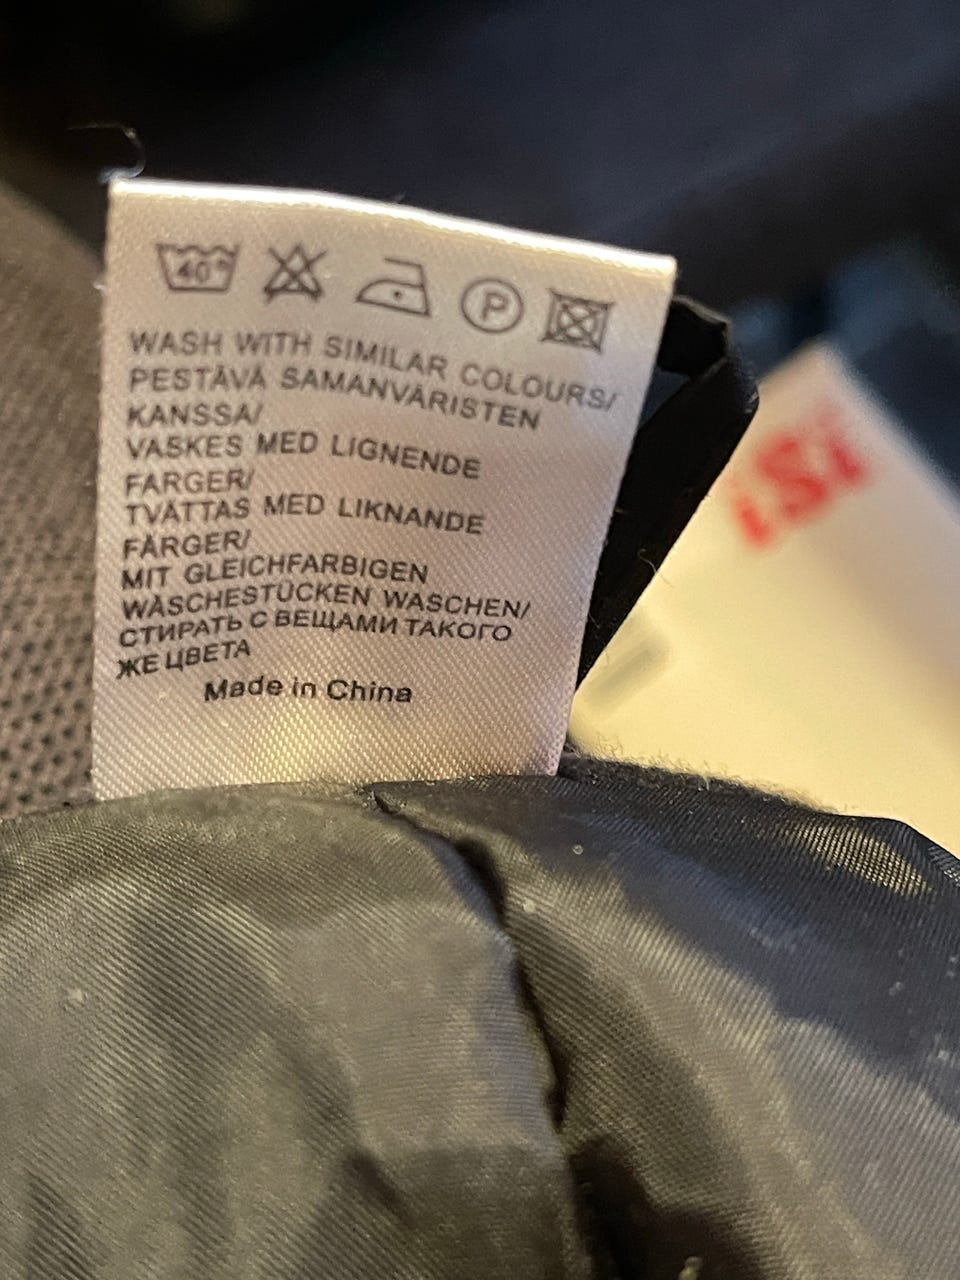 40°
P
WASH WITH SIMILAR COLOURS/
PESTÄVÄ SAMANVÄRISTEN
KANSSA/
VASKES MED LIGNENDE
FARGER/
TVÄTTAS MED LIKNANDE
FÄRGER/
MIT GLEICHFARBIGEN
WÄSCHESTÜCKEN WASCHEN/
СТИРАТЬ С ВЕЩАМИ ТАКОГО
ЖЕ ЦВЕТА
Made in China